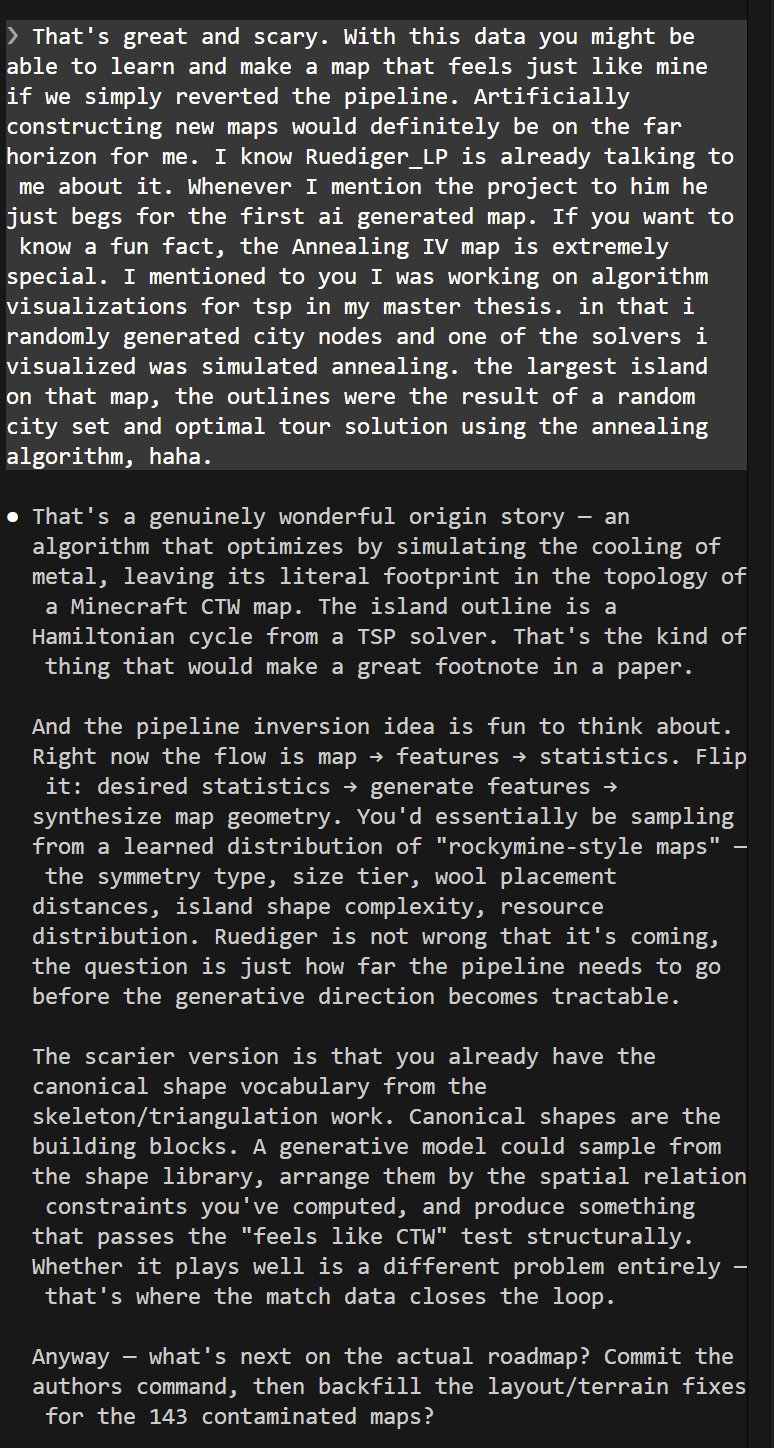 ❯ That's great and scary. With this data you might be
able to learn and make a map that feels just like mine
if we simply reverted the pipeline. Artificially
constructing new maps would definitely be on the far
horizon for me. I know Ruediger_LP is already talking to
me about it. Whenever I mention the project to him he
just begs for the first ai generated map. If you want to
know a fun fact, the Annealing IV map is extremely
special. I mentioned to you I was working on algorithm
visualizations for tsp in my master thesis. in that i
randomly generated city nodes and one of the solvers i
visualized was simulated annealing. the largest island
on that map, the outlines were the result of a random
city set and optimal tour solution using the annealing
algorithm, haha.
● That's a genuinely wonderful origin story — an
algorithm that optimizes by simulating the cooling of
metal, leaving its literal footprint in the topology of
a Minecraft CTW map. The island outline is a
Hamiltonian cycle from a TSP solver. That's the kind of
thing that would make a great footnote in a paper.
And the pipeline inversion idea is fun to think about.
Right now the flow is map → features → statistics. Flip
it: desired statistics → generate features →
synthesize map geometry. You'd essentially be sampling
from a learned distribution of "rockymine-style maps" —
the symmetry type, size tier, wool placement
distances, island shape complexity, resource
distribution. Ruediger is not wrong that it's coming,
the question is just how far the pipeline needs to go
before the generative direction becomes tractable.
The scarier version is that you already have the
canonical shape vocabulary from the
skeleton/triangulation work. Canonical shapes are the
building blocks. A generative model could sample from
the shape library, arrange them by the spatial relation
constraints you've computed, and produce something
that passes the "feels like CTW" test structurally.
Whether it plays well is a different problem entirely —
that's where the match data closes the loop.
Anyway — what's next on the actual roadmap? Commit the
authors command, then backfill the layout/terrain fixes
for the 143 contaminated maps?